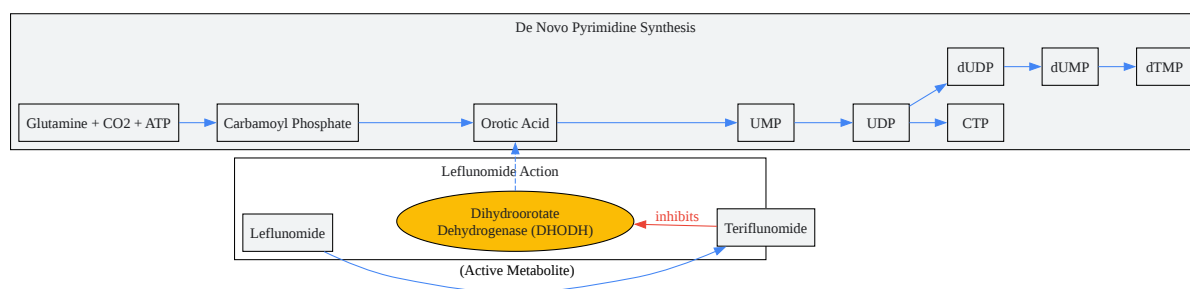 De Novo Pyrimidine Synthesis
dUDP
dUMP
dTMP
Glutamine + CO2 + ATP
Carbamoyl Phosphate
Orotic Acid
UMP
UDP
CTP
Leflunomide Action
Dihydroorotate
Dehydrogenase (DHODH)
inhibits
Leflunomide
Teriflunomide
(Active Metabolite)